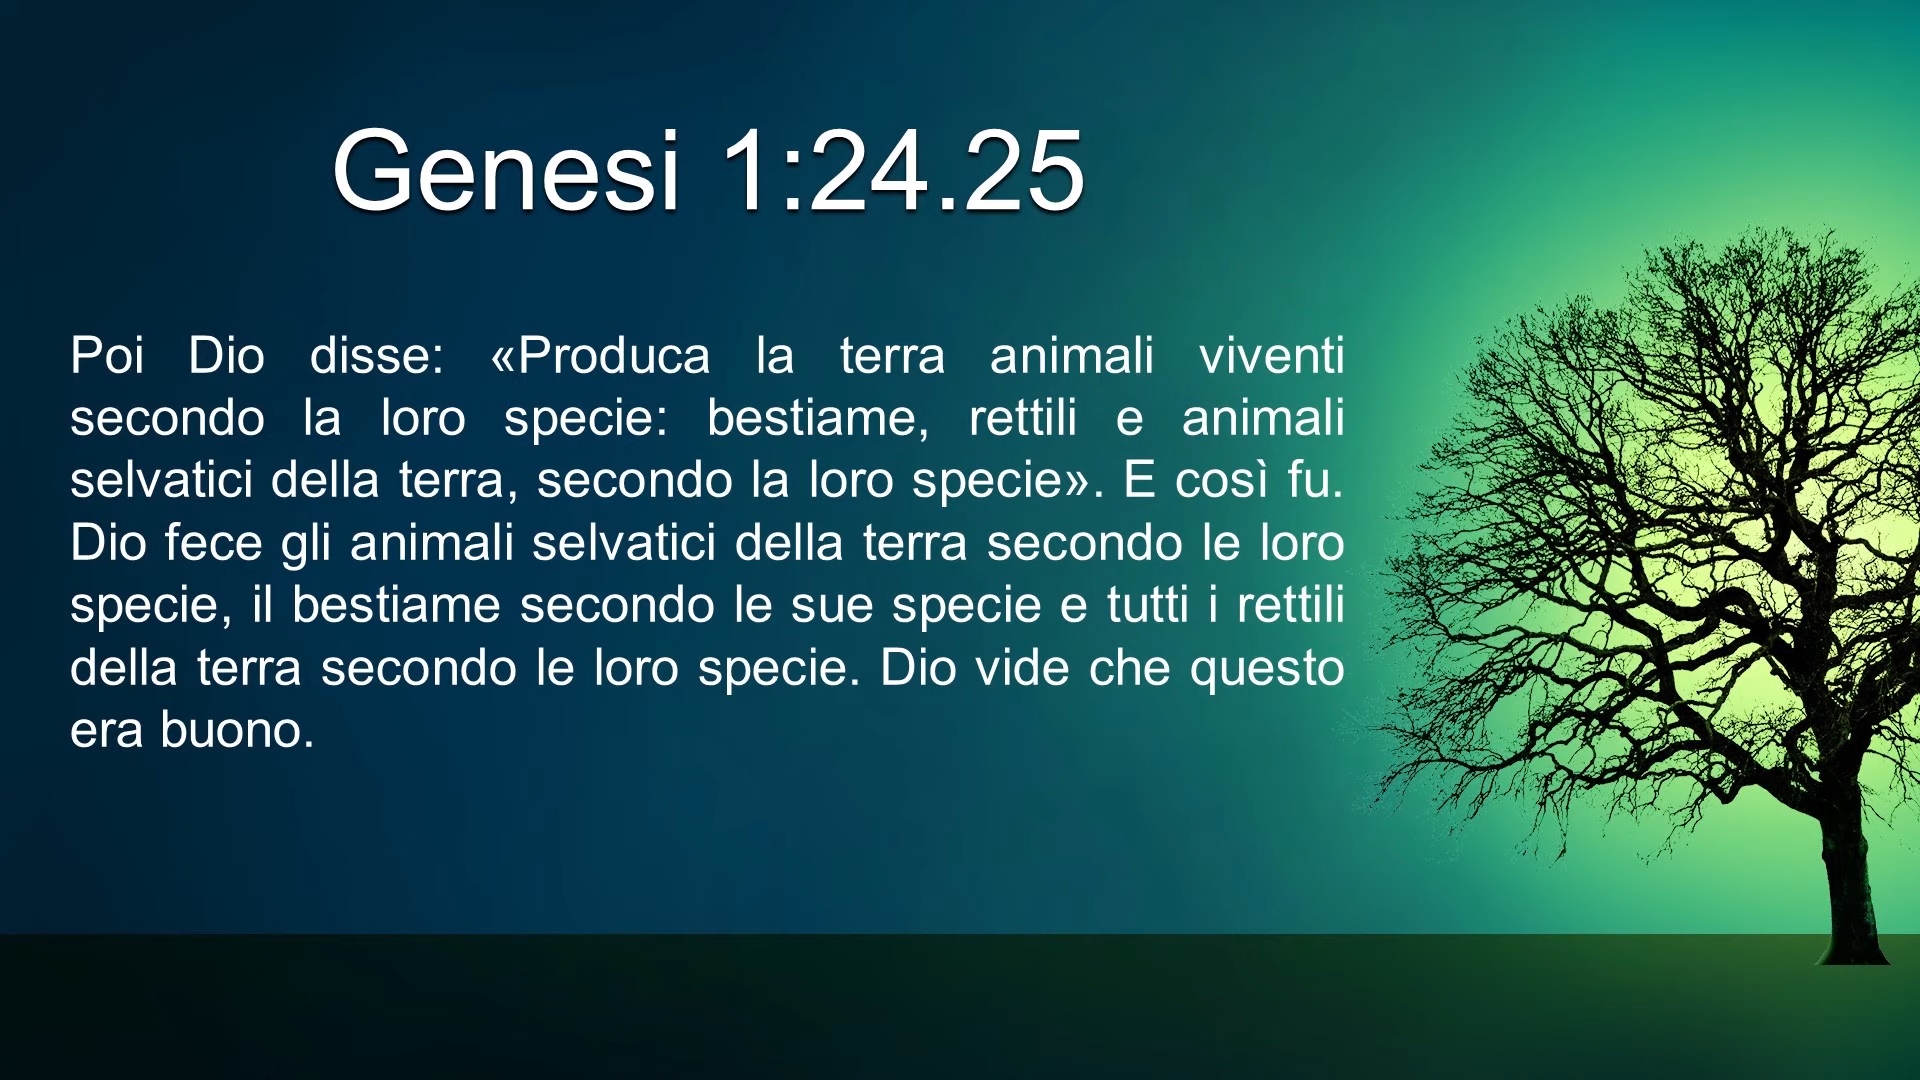 Genesi 1:24.25
Poi Dio disse: «Produca la terra animali viventi
secondo la loro specie: bestiame, rettili e animali
selvatici della terra, secondo la loro specie». E così fu.
Dio fece gli animali selvatici della terra secondo le loro
specie, il bestiame secondo le sue specie e tutti i rettili
della terra secondo le loro specie. Dio vide che questo
era buono.